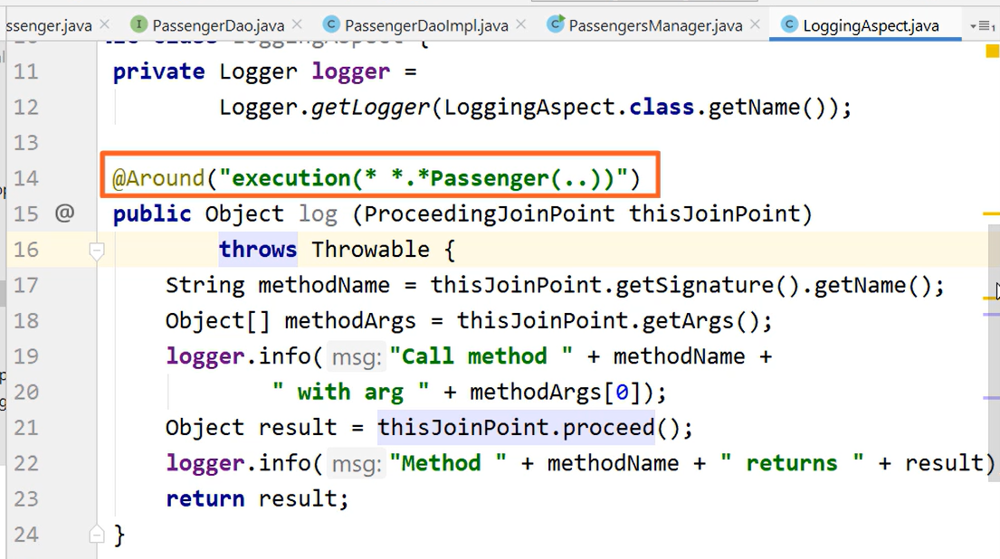 ssenger.java PassengerDao.java PassengerDaoImpl.java PassengersManager.java LoggingAspect.java
11 private Logger logger =
12 Logger.getLogger(LoggingAspect.class.getName());
13
14 @Around("execution(* *.*Passenger(..))")
15 @ public Object log (ProceedingJoinPoint thisJoinPoint)
16 throws Throwable {
17 String methodName = thisJoinPoint.getSignature().getName();
18 Object[] methodArgs = thisJoinPoint.getArgs();
19 logger.info( msg: "Call method " + methodName +
20 " with arg " + methodArgs[0]);
21 Object result = thisJoinPoint.proceed();
22 logger.info( msg: "Method " + methodName + " returns " + result)
23 return result;
24 }